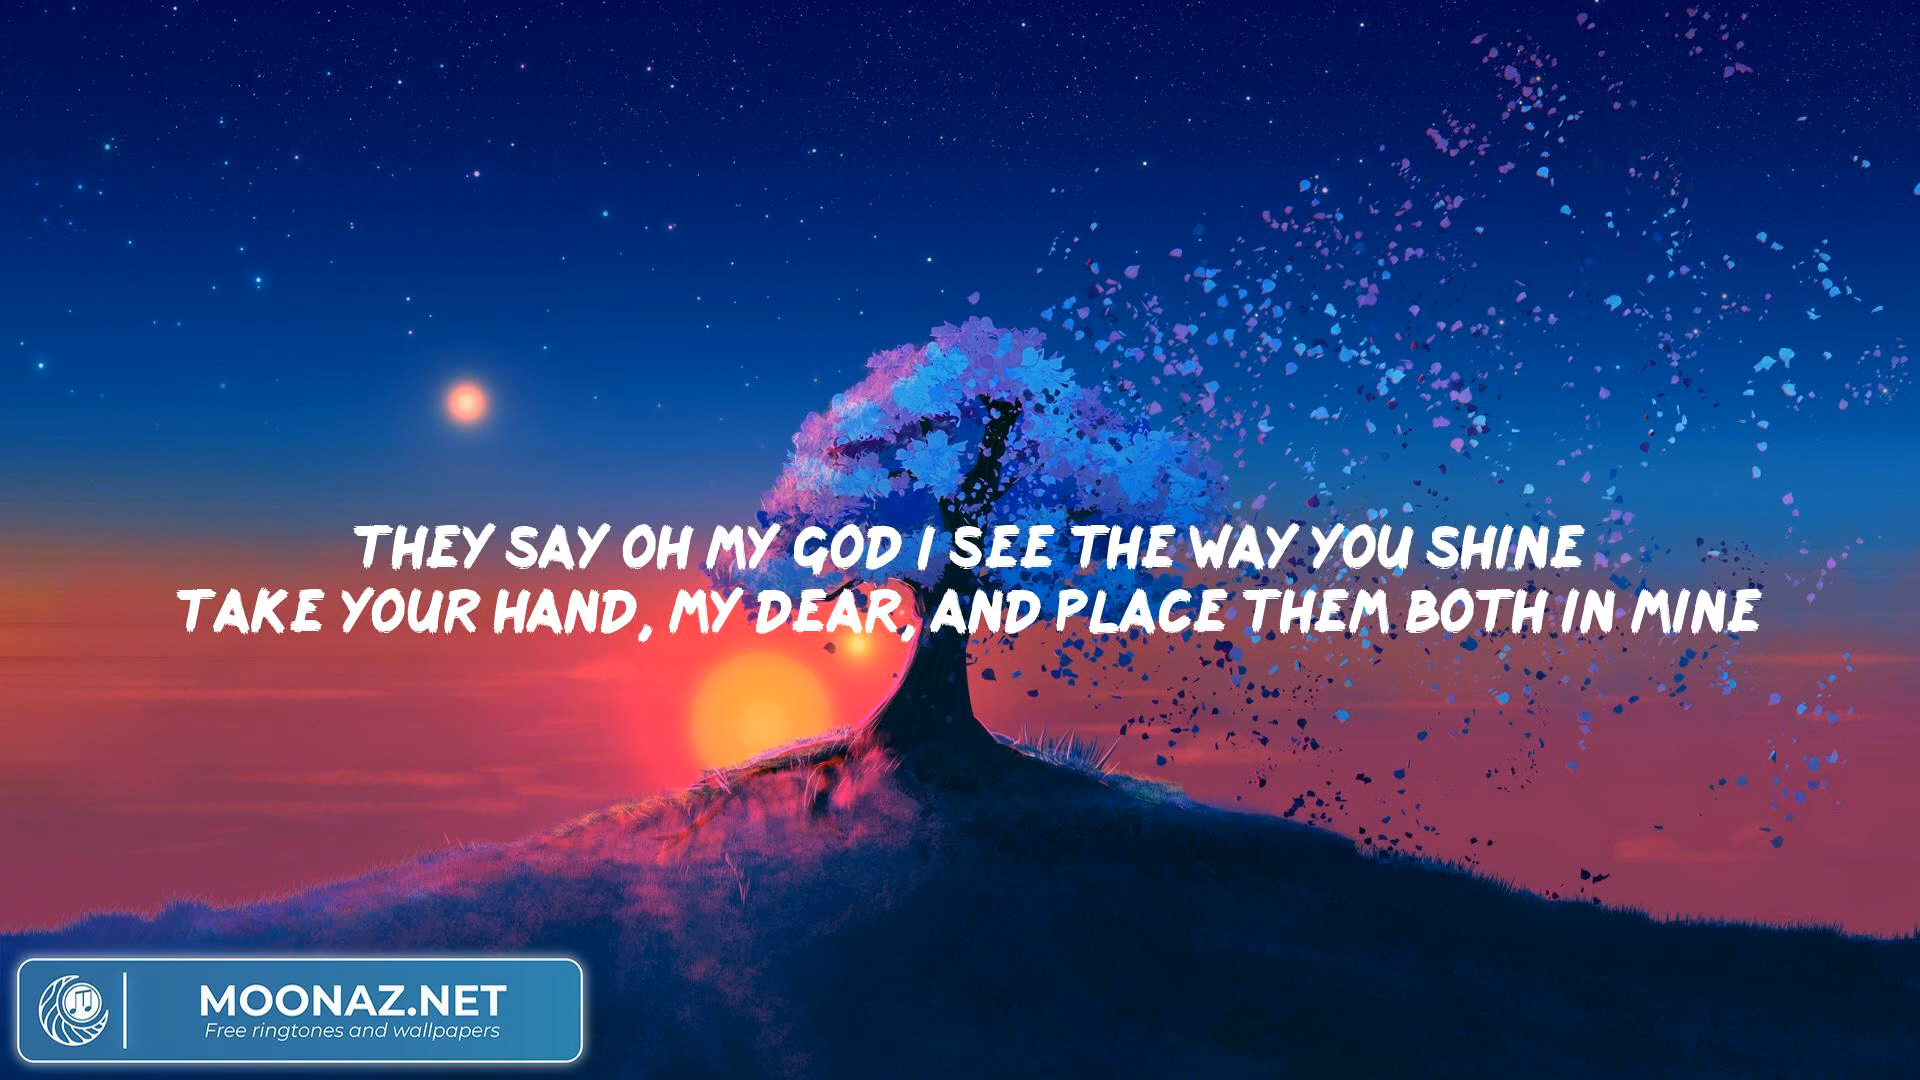 THEY SAY OH MY GOD I SEE THE WAY YOU SHINE
TAKE YOUR HAND, MY DEAR, AND PLACE THEM BOTH IN MINE
MOONAZ.NET
Free ringtones and wallpapers